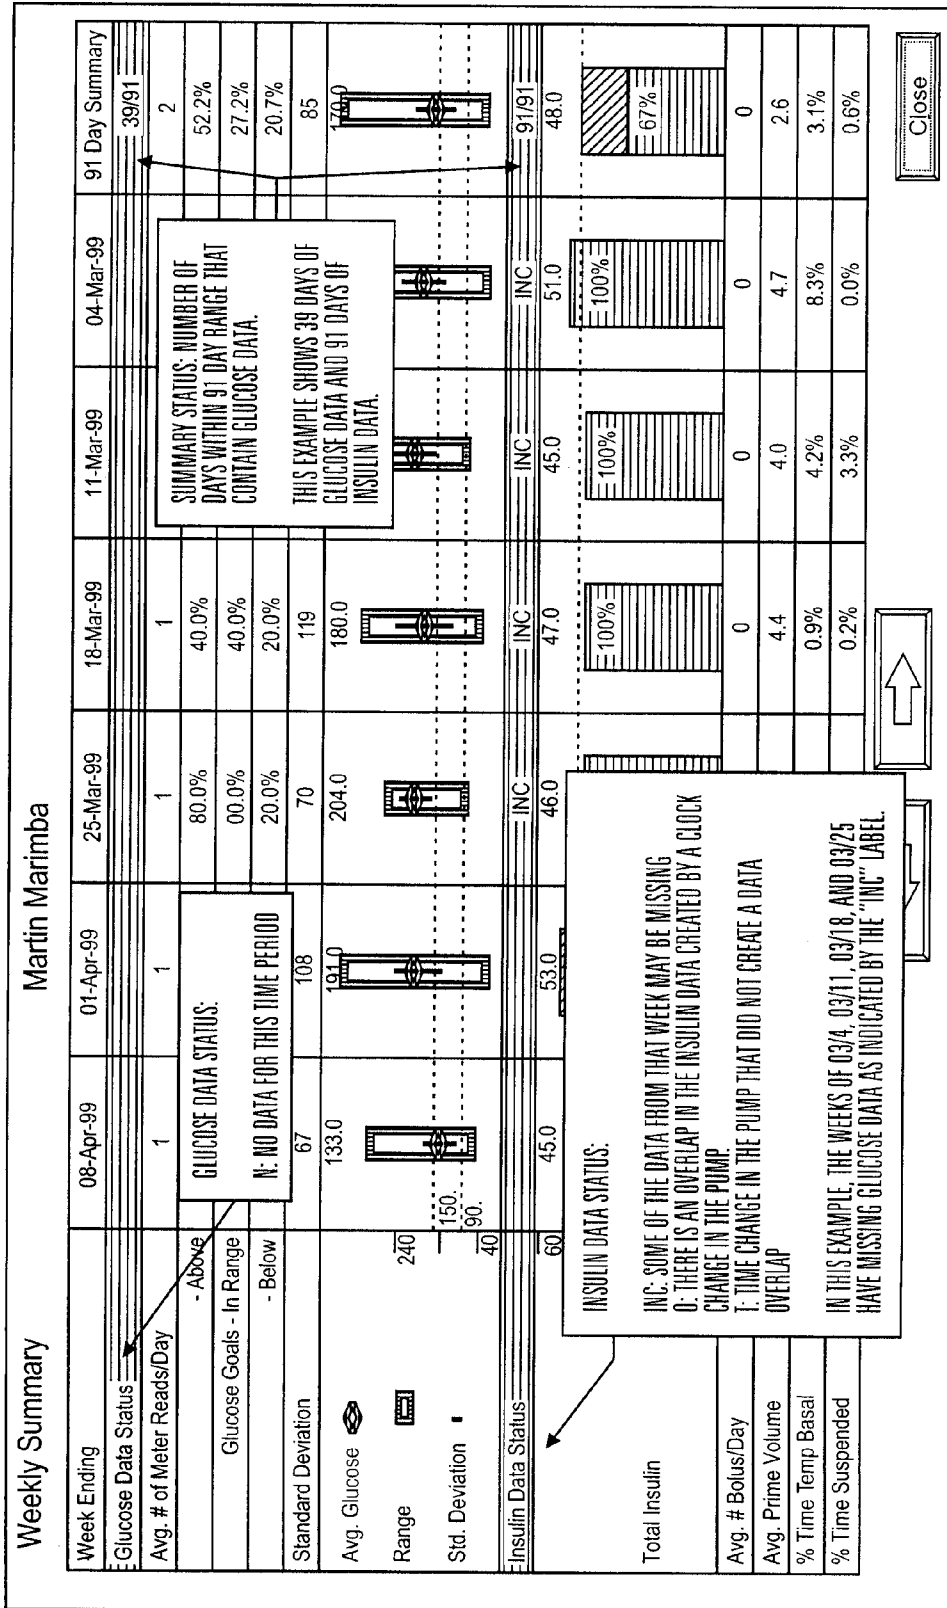 Weekly Summary
Martin Marimba
Week Ending 08-Apr-99 01-Apr-99 25-Mar-99 18-Mar-99 11-Mar-99 04-Mar-99 91 Day Summary
Glucose Data Status 39/91
Avg. # of Meter Reads/Day 1 1 1 1 2
- Above 80.0% 40.0% 52.2%
Glucose Goals - In Range 00.0% 40.0% 27.2%
- Below 20.0% 20.0% 20.7%
Standard Deviation 67 108 70 119 85
Avg. Glucose 133.0 191.0 204.0 180.0 170.0
Range 240
150.
Std. Deviation 90.
40
Insulin Data Status INC INC INC INC 91/91
60 45.0 53.0 46.0 47.0 45.0 51.0 48.0
Total Insulin 100% 100% 100% 67%
Avg. # Bolus/Day 0 0 0 0
Avg. Prime Volume 4.4 4.0 4.7 2.6
% Time Temp Basal 0.9% 4.2% 8.3% 3.1%
% Time Suspended 0.2% 3.3% 0.0% 0.6%
GLUCOSE DATA STATUS:
N: NO DATA FOR THIS TIME PERIOD
SUMMARY STATUS: NUMBER OF
DAYS WITHIN 91 DAY RANGE THAT
CONTAIN GLUCOSE DATA.
THIS EXAMPLE SHOWS 39 DAYS OF
GLUCOSE DATA AND 91 DAYS OF
INSULIN DATA.
INSULIN DATA STATUS:
INC: SOME OF THE DATA FROM THAT WEEK MAY BE MISSING
O: THERE IS AN OVERLAP IN THE INSULIN DATA CREATED BY A CLOCK
CHANGE IN THE PUMP.
T: TIME CHANGE IN THE PUMP THAT DID NOT CREATE A DATA
OVERLAP
IN THIS EXAMPLE, THE WEEKS OF 03/4, 03/11, 03/18, AND 03/25
HAVE MISSING GLUCOSE DATA AS INDICATED BY THE "INC" LABEL.
Close